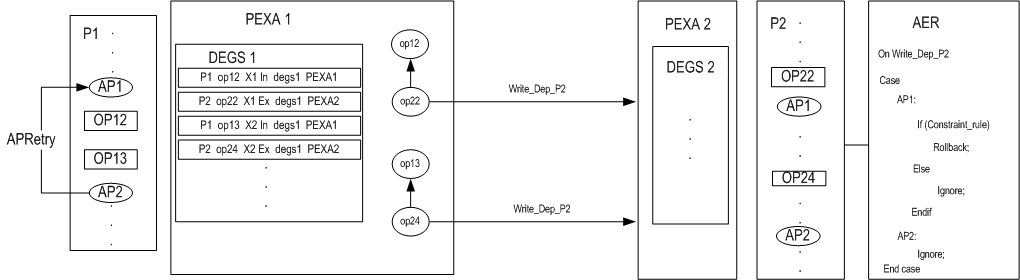 P1
AP1
OP12
APRetry
OP13
AP2
PEXA 1
DEGS 1
P1 op12 X1 In degs1 PEXA1
P2 op22 X1 Ex degs1 PEXA2
P1 op13 X2 In degs1 PEXA1
P2 op24 X2 Ex degs1 PEXA2
op12
op22
op13
op24
Write_Dep_P2
Write_Dep_P2
PEXA 2
DEGS 2
P2
OP22
AP1
OP24
AP2
AER
On Write_Dep_P2
Case
AP1:
If (Constraint_rule)
Rollback;
Else
Ignore;
Endif
AP2:
Ignore;
End case